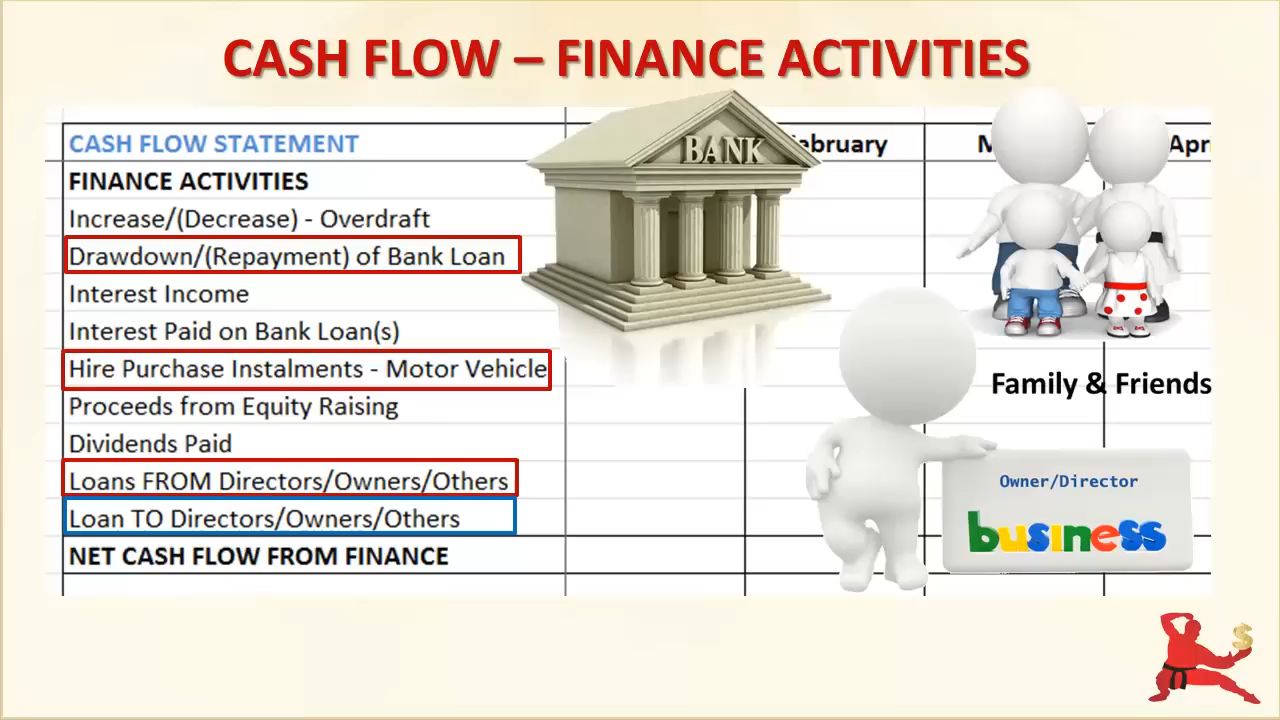 CASH FLOW – FINANCE ACTIVITIES
CASH FLOW STATEMENT
FINANCE ACTIVITIES
Increase/(Decrease) - Overdraft
Drawdown/(Repayment) of Bank Loan
Interest Income
Interest Paid on Bank Loan(s)
Hire Purchase Instalments - Motor Vehicle
Proceeds from Equity Raising
Dividends Paid
Loans FROM Directors/Owners/Others
Loan TO Directors/Owners/Others
NET CASH FLOW FROM FINANCE
BANK
ebruary
M
Apr
Family & Friends
Owner/Director
business
$